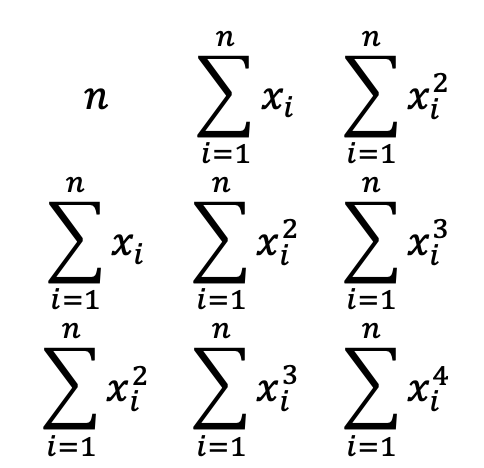 n ∑_{i=1}^{n} x_i ∑_{i=1}^{n} x_i^2
∑_{i=1}^{n} x_i ∑_{i=1}^{n} x_i^2 ∑_{i=1}^{n} x_i^3
∑_{i=1}^{n} x_i^2 ∑_{i=1}^{n} x_i^3 ∑_{i=1}^{n} x_i^4